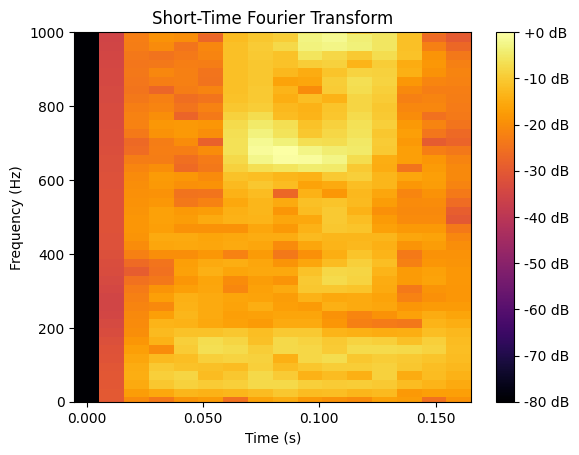 Short-Time Fourier Transform
1000
800
600
400
200
0
Frequency (Hz)
0.000
0.050
0.100
0.150
Time (s)
+0 dB
-10 dB
-20 dB
-30 dB
-40 dB
-50 dB
-60 dB
-70 dB
-80 dB